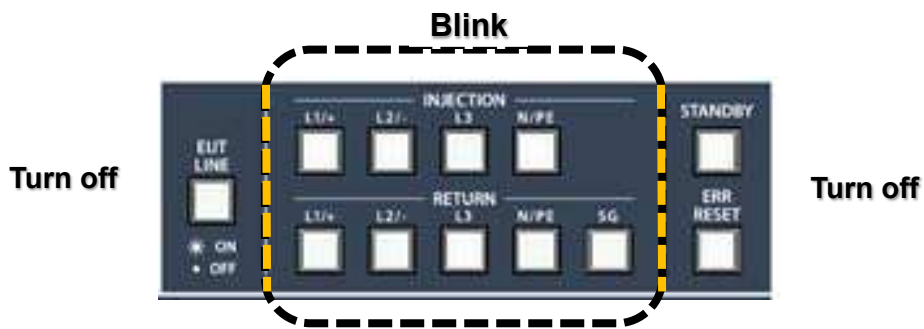 Blink
INJECTION
L1/+ L2/- L3 N/PE
STANDBY
EUT
LINE
Turn off
RETURN
L1/+ L2/- L3 N/PE SG
ERR
RESET
Turn off
ON
OFF